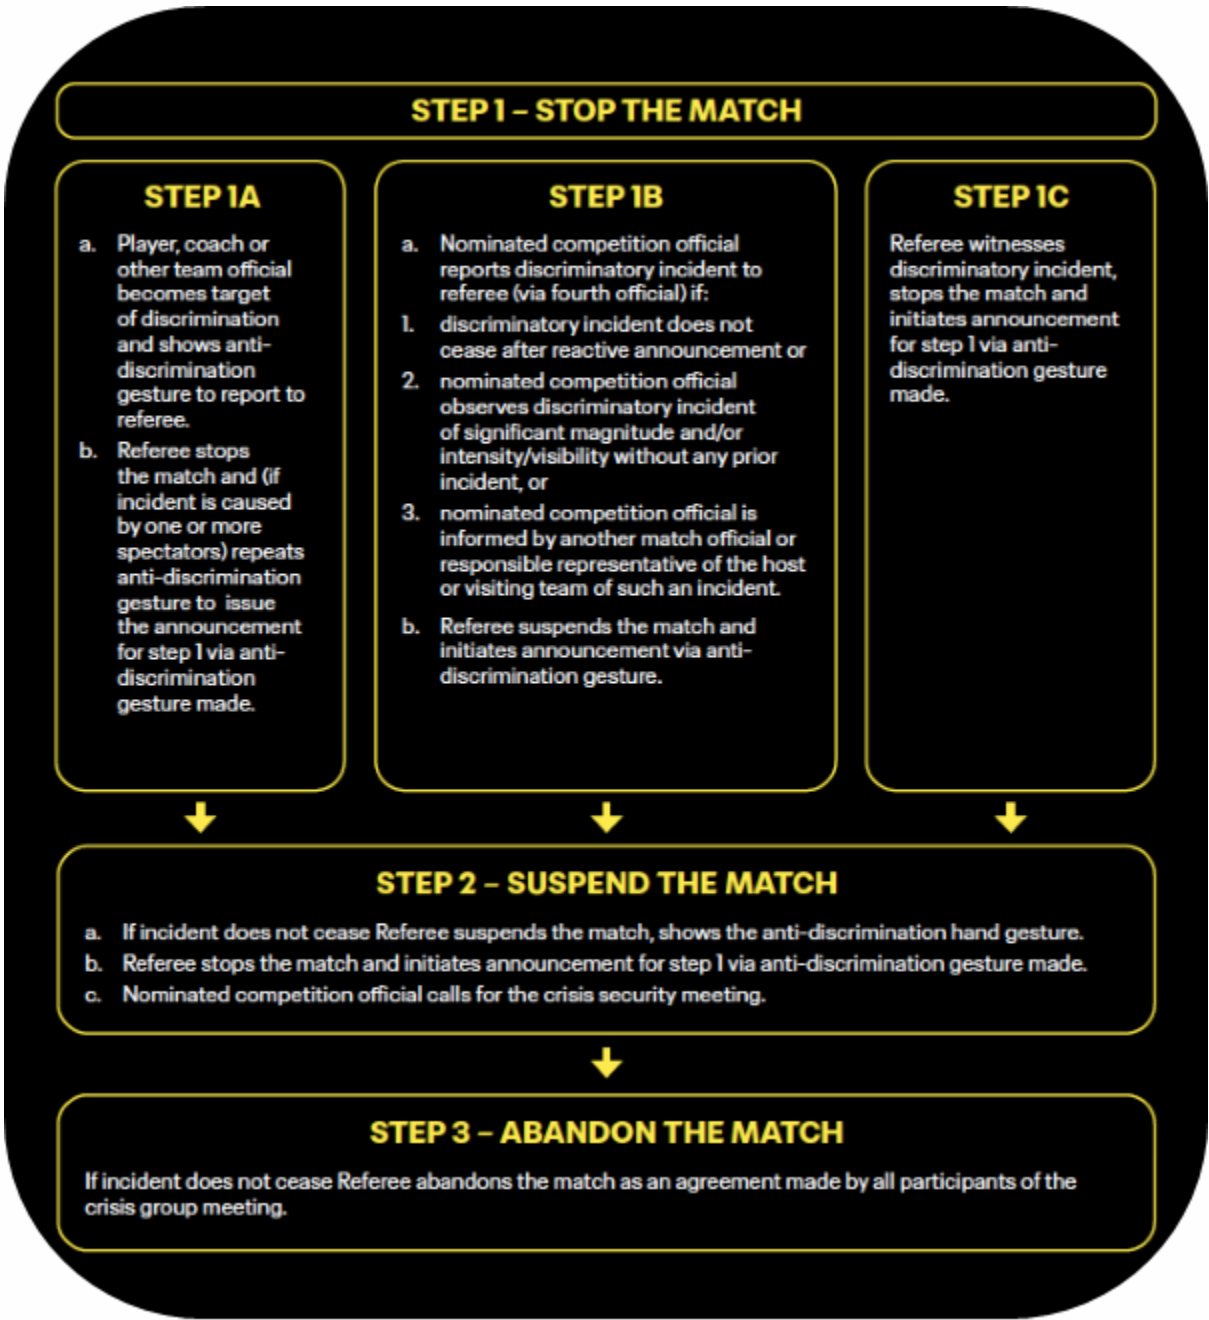 STEP 1 – STOP THE MATCH
STEP 1A
a. Player, coach or
other team official
becomes target
of discrimination
and shows anti-
discrimination
gesture to report to
referee.
b. Referee stops
the match and (if
incident is caused
by one or more
spectators) repeats
anti-discrimination
gesture to issue
the announcement
for step 1 via anti-
discrimination
gesture made.
STEP 1B
a. Nominated competition official
reports discriminatory incident to
referee (via fourth official) if:
1. discriminatory incident does not
cease after reactive announcement or
2. nominated competition official
observes discriminatory incident
of significant magnitude and/or
intensity/visibility without any prior
incident, or
3. nominated competition official is
informed by another match official or
responsible representative of the host
or visiting team of such an incident.
b. Referee suspends the match and
initiates announcement via anti-
discrimination gesture.
STEP 1C
Referee witnesses
discriminatory incident,
stops the match and
initiates announcement
for step 1 via anti-
discrimination gesture
made.
STEP 2 – SUSPEND THE MATCH
a. If incident does not cease Referee suspends the match, shows the anti-discrimination hand gesture.
b. Referee stops the match and initiates announcement for step 1 via anti-discrimination gesture made.
c. Nominated competition official calls for the crisis security meeting.
STEP 3 – ABANDON THE MATCH
If incident does not cease Referee abandons the match as an agreement made by all participants of the
crisis group meeting.